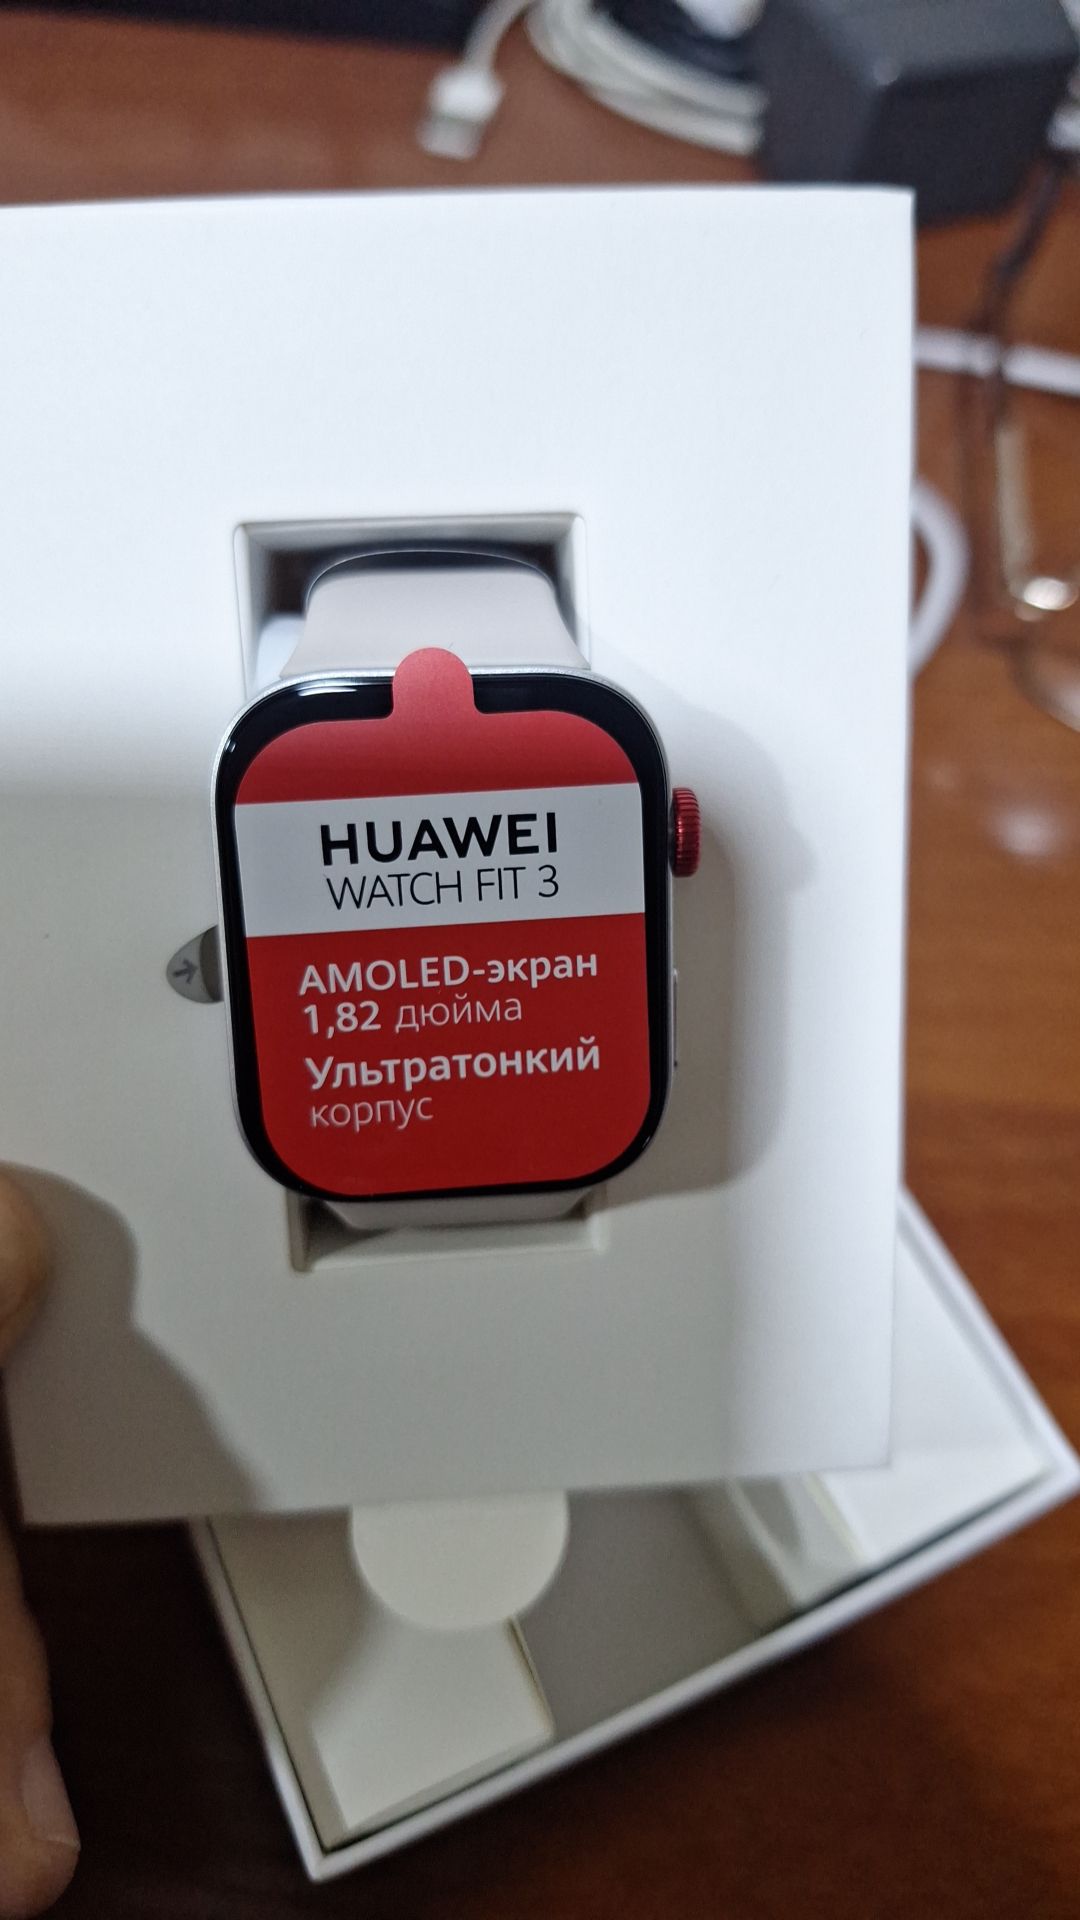 HUAWEI
WATCH FIT 3
AMOLED-экран
1,82 дюйма
Ультратонкий
корпус